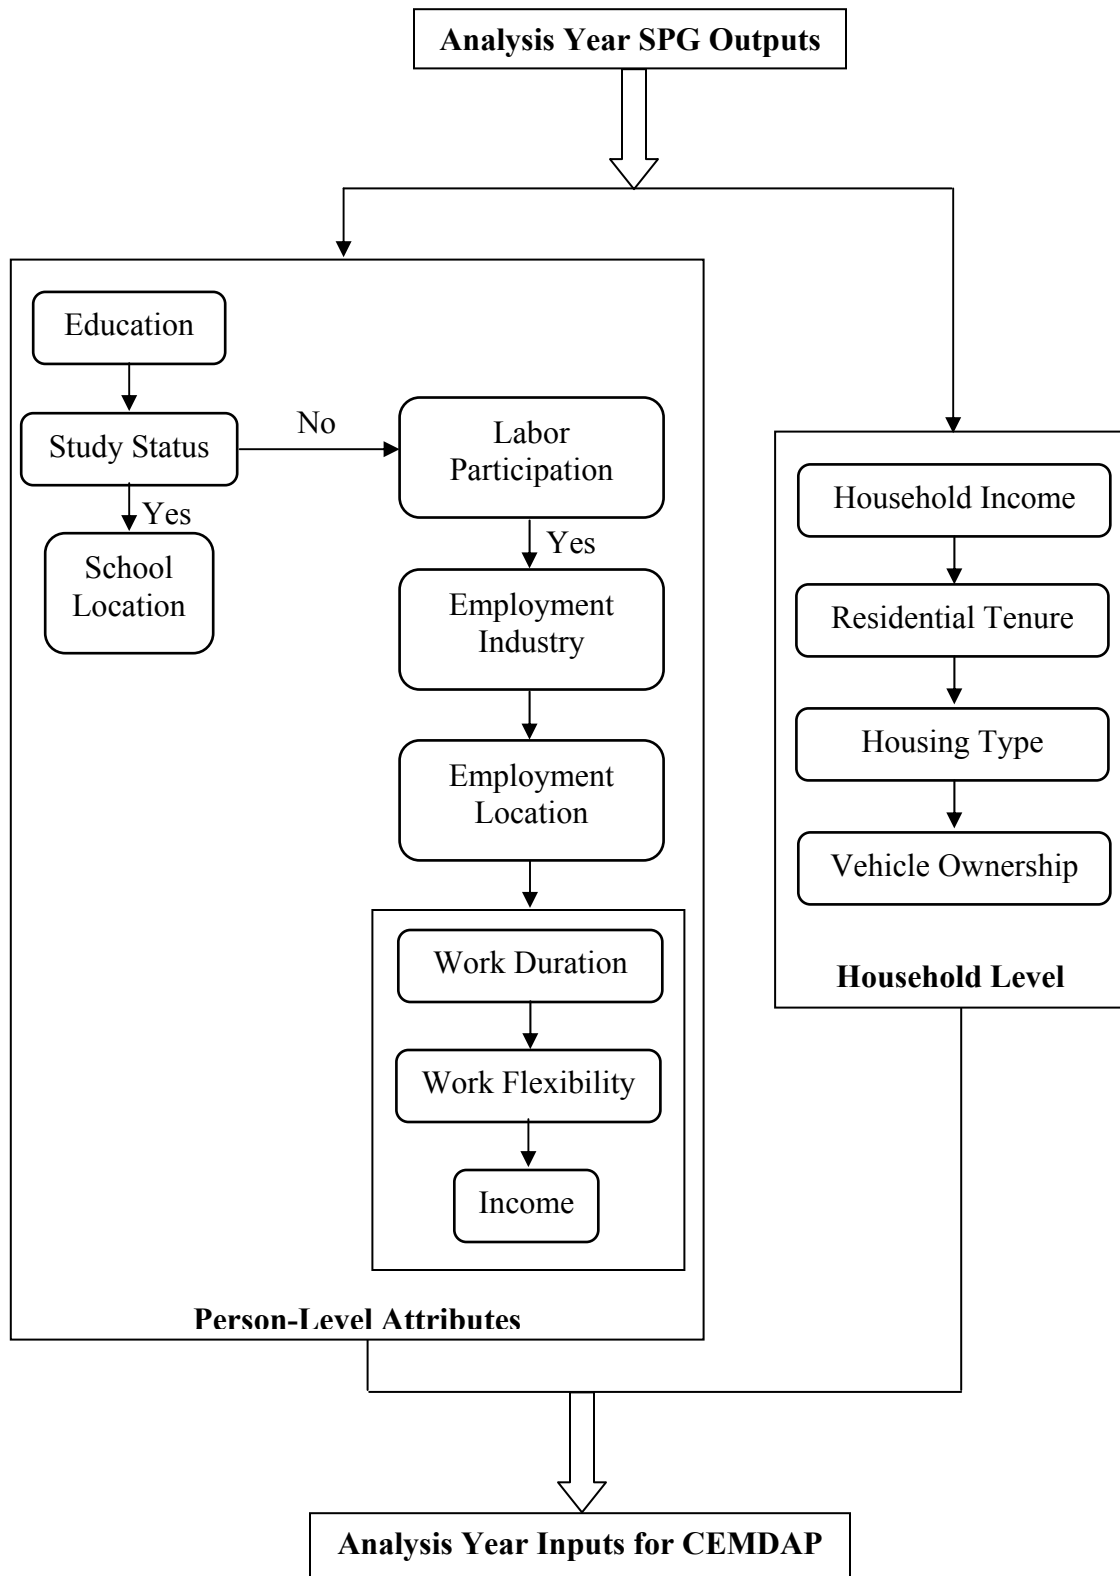 Analysis Year SPG Outputs
Education
Study Status
No
Yes
School
Location
Labor
Participation
Yes
Employment
Industry
Employment
Location
Work Duration
Work Flexibility
Income
Person-Level Attributes
Household Income
Residential Tenure
Housing Type
Vehicle Ownership
Household Level
Analysis Year Inputs for CEMDAP